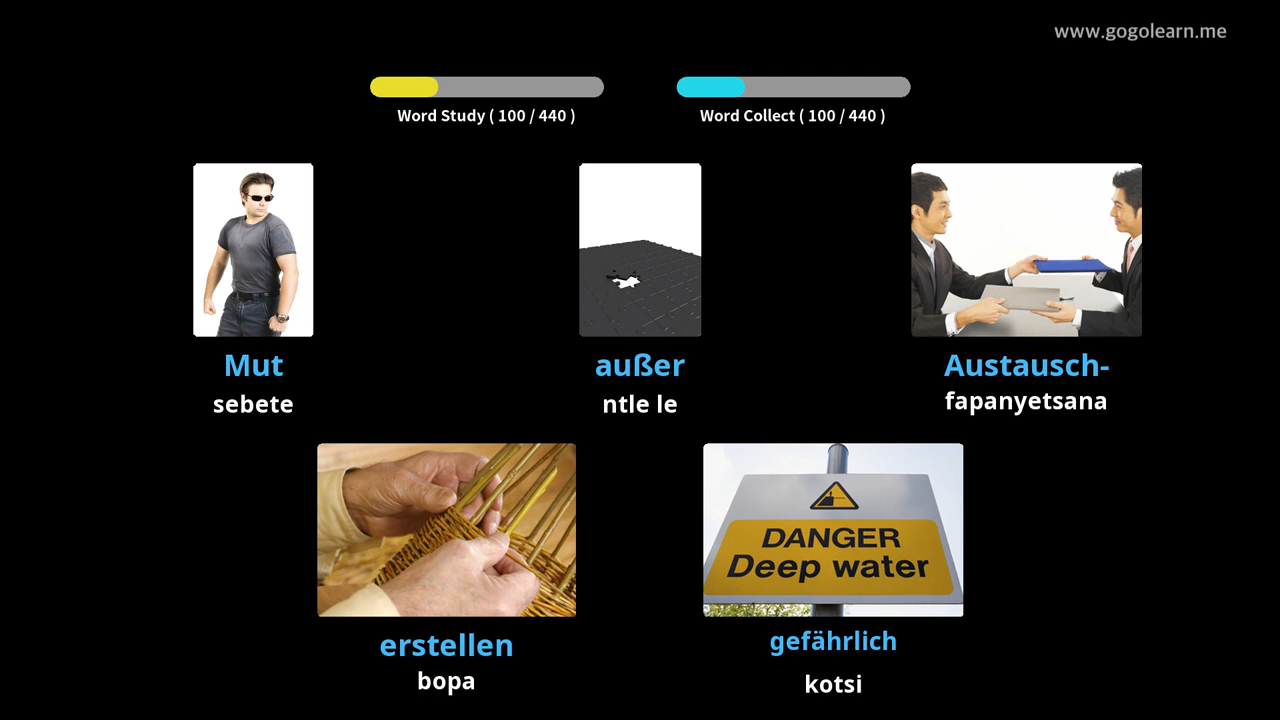 www.gogolearn.me
Word Study ( 100 / 440 )
Word Collect ( 100 / 440 )
Mut
sebete
außer
ntle le
Austausch-
fapanyetsana
DANGER
Deep water
erstellen
bopa
gefährlich
kotsi